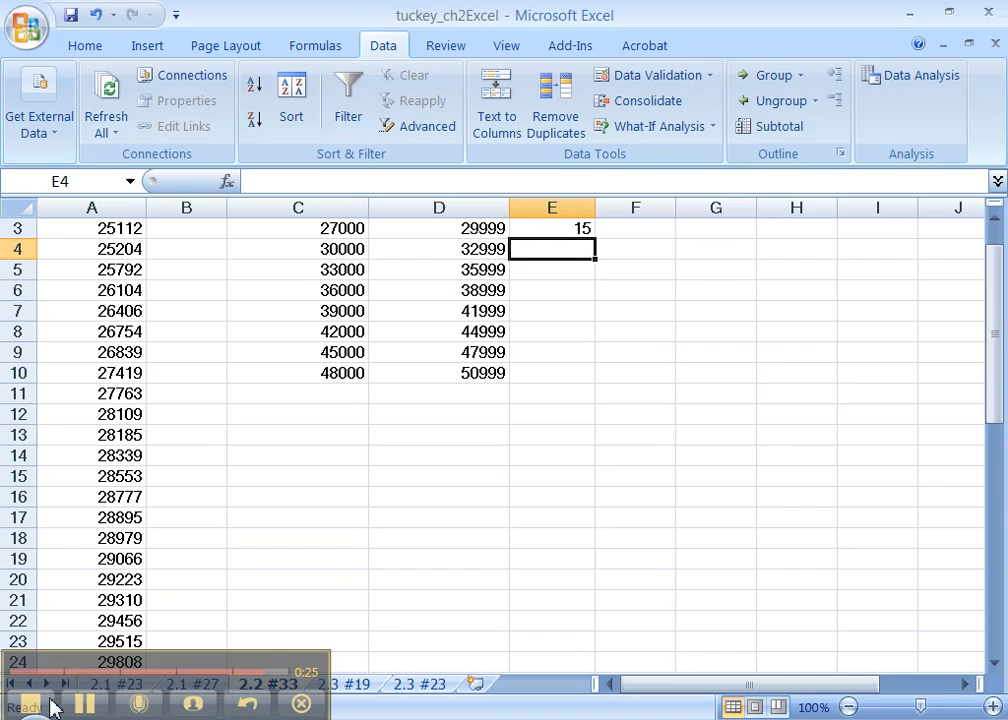 tuckey_ch2Excel - Microsoft Excel
Home Insert Page Layout Formulas Data Review View Add-Ins Acrobat
Get External Data
Refresh All
Connections
Properties
Edit Links
Connections
Sort
Filter
Clear
Reapply
Advanced
Sort & Filter
Text to Columns
Remove Duplicates
Data Validation
Consolidate
What-If Analysis
Data Tools
Group
Ungroup
Subtotal
Outline
Data Analysis
Analysis
E4 fx
A B C D E F G H I J
3 25112 27000 29999 15
4 25204 30000 32999
5 25792 33000 35999
6 26104 36000 38999
7 26406 39000 41999
8 26754 42000 44999
9 26839 45000 47999
10 27419 48000 50999
11 27763
12 28109
13 28185
14 28339
15 28553
16 28777
17 28895
18 28979
19 29066
20 29223
21 29310
22 29456
23 29515
24 29808
0:25
2.1 #23 2.1 #27 2.2 #33 2.3 #19 2.3 #23
Ready 100%